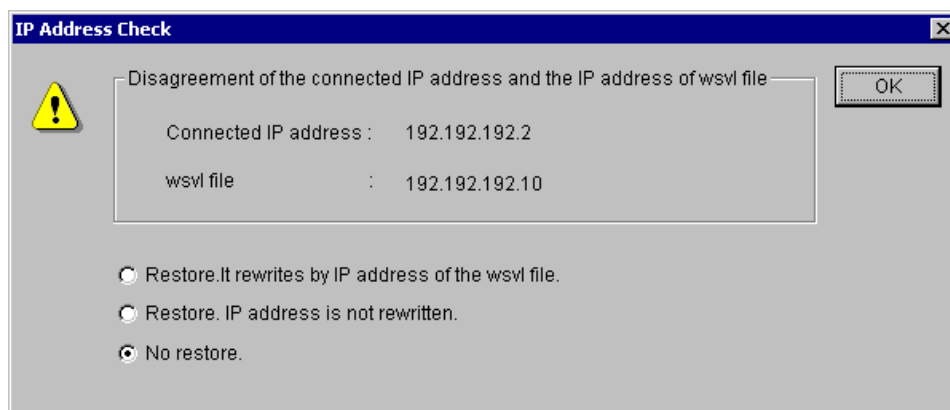 IP Address Check
Disagreement of the connected IP address and the IP address of wsvl file
OK
Connected IP address : 192.192.192.2
wsvl file : 192.192.192.10
Restore.It rewrites by IP address of the wsvl file.
Restore. IP address is not rewritten.
No restore.